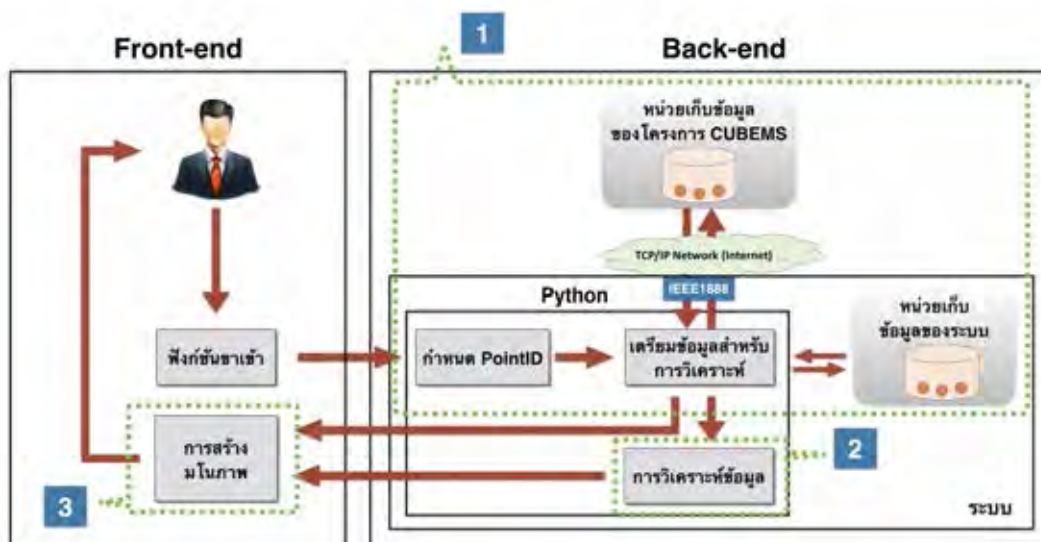 1
Front-end
Back-end
หน่วยเก็บข้อมูล
ของโครงการ CUBEMS
TCP/IP Network (Internet)
IEEE1888
Python
หน่วยเก็บ
ข้อมูลของระบบ
ฟังก์ชันขาเข้า
กำหนด PointID
เตรียมข้อมูลสำหรับ
การวิเคราะห์
การสร้าง
มโนภาพ
2
การวิเคราะห์ข้อมูล
3
ระบบ